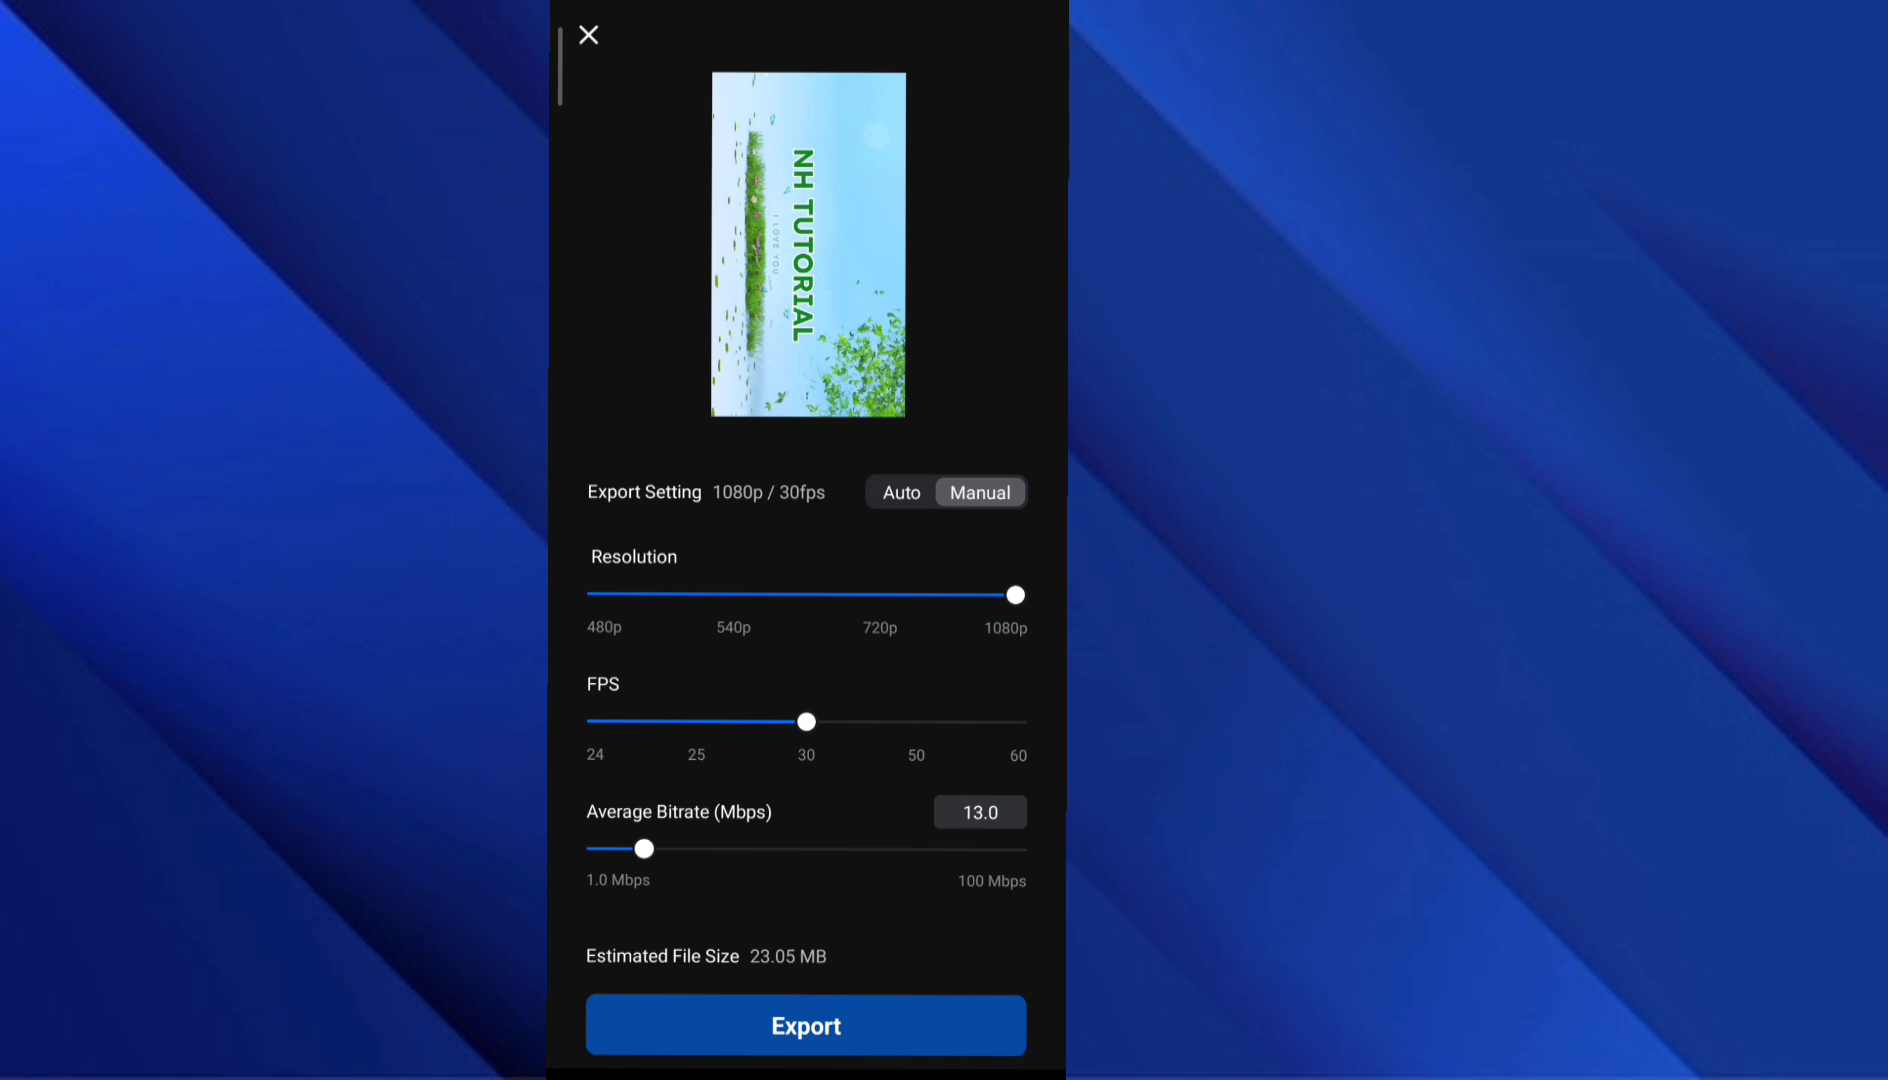 NH TUTORIAL
I LOVE YOU
Export Setting 1080p / 30fps Auto Manual
Resolution
480p 540p 720p 1080p
FPS
24 25 30 50 60
Average Bitrate (Mbps) 13.0
1.0 Mbps 100 Mbps
Estimated File Size 23.05 MB
Export